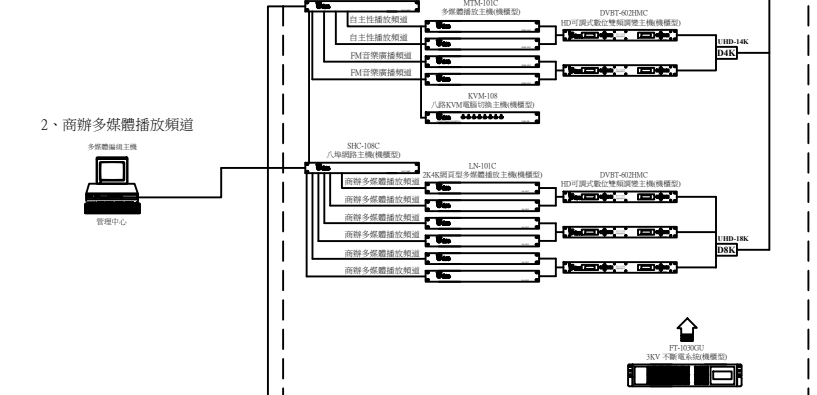 MTM-101C
多媒體播放主機(機櫃型)
DVBT-602HMC
HD可調式數位雙頻調變主機(機櫃型)
自主性播放頻道
自主性播放頻道
FM音樂廣播頻道
FM音樂廣播頻道
UHD-14K
D4K
KVM-108
八路KVM電腦切換主機(機櫃型)
2、商辦多媒體播放頻道
多媒體編組主機
管理中心
SHC-108C
八埠網路主機(機櫃型)
LN-101C
2K4K網頁型多媒體播放主機(機櫃型)
DVBT-602HMC
HD可調式數位雙頻調變主機(機櫃型)
商辦多媒體播放頻道
商辦多媒體播放頻道
商辦多媒體播放頻道
商辦多媒體播放頻道
商辦多媒體播放頻道
商辦多媒體播放頻道
UHD-18K
D8K
FT-1030GU
3KV 不斷電系統(機櫃型)